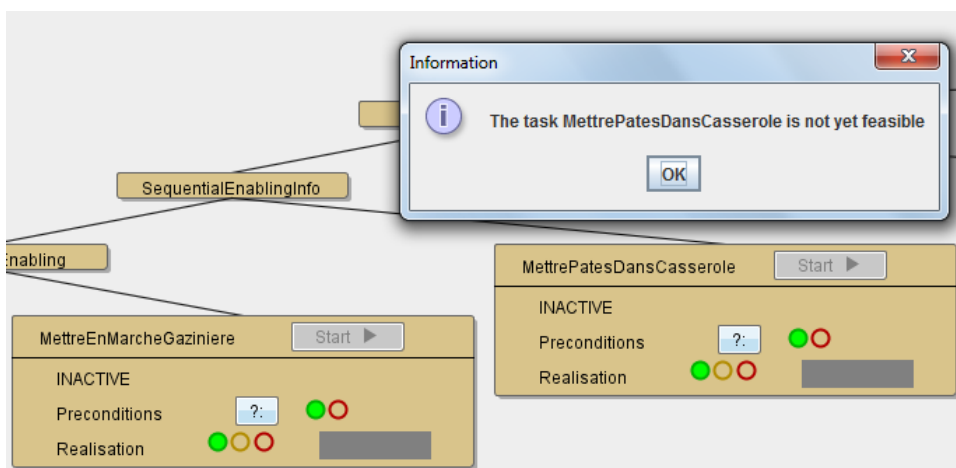 Information
The task MettrePatesDansCasserole is not yet feasible
OK
SequentialEnablingInfo
nabling
MettrePatesDansCasserole Start
INACTIVE
Preconditions ?:
Realisation
MettreEnMarcheGaziniere Start
INACTIVE
Preconditions ?:
Realisation